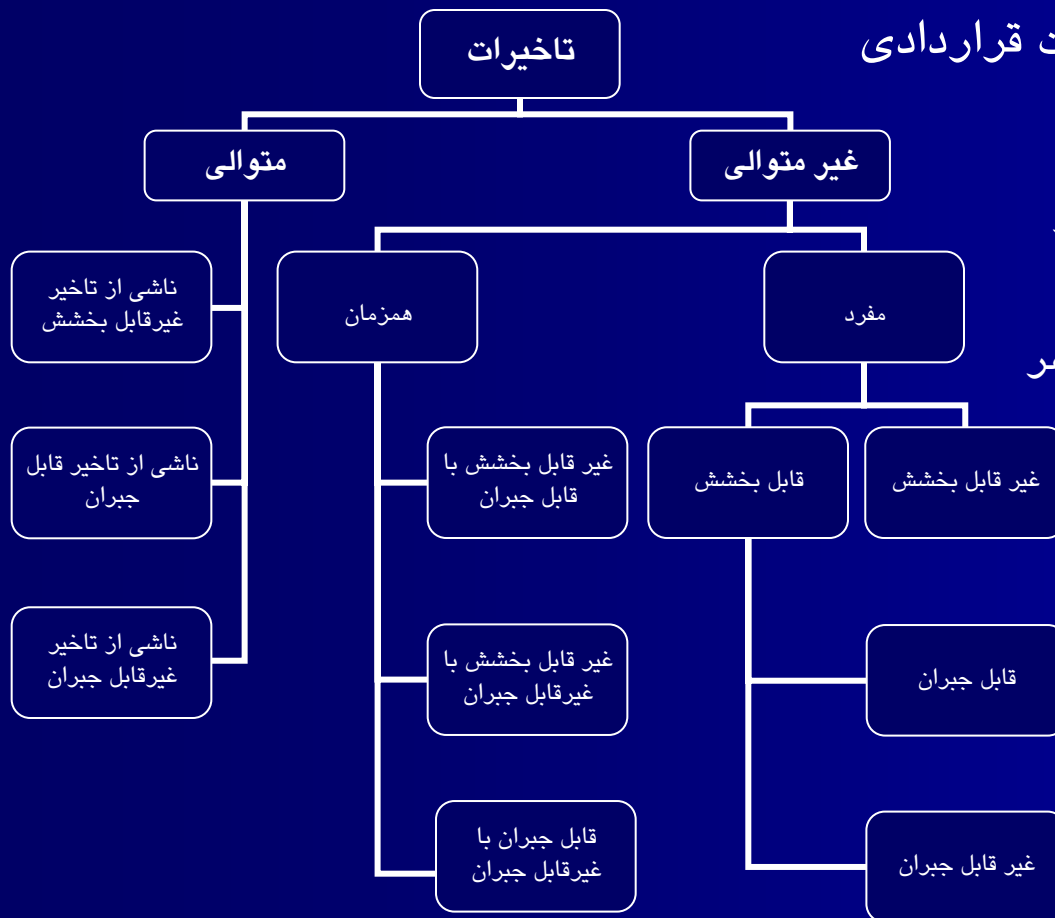 قراردادی
تاخیرات
غیر متوالی
متوالی
مفرد
همزمان
ناشی از تاخیر
غیرقابل بخشش
غیر قابل بخشش
قابل بخشش
غیر قابل بخشش با
قابل جبران
ناشی از تاخیر قابل
جبران
قابل جبران
غیر قابل بخشش با
غیرقابل جبران
ناشی از تاخیر
غیرقابل جبران
غیر قابل جبران
قابل جبران با
غیرقابل جبران